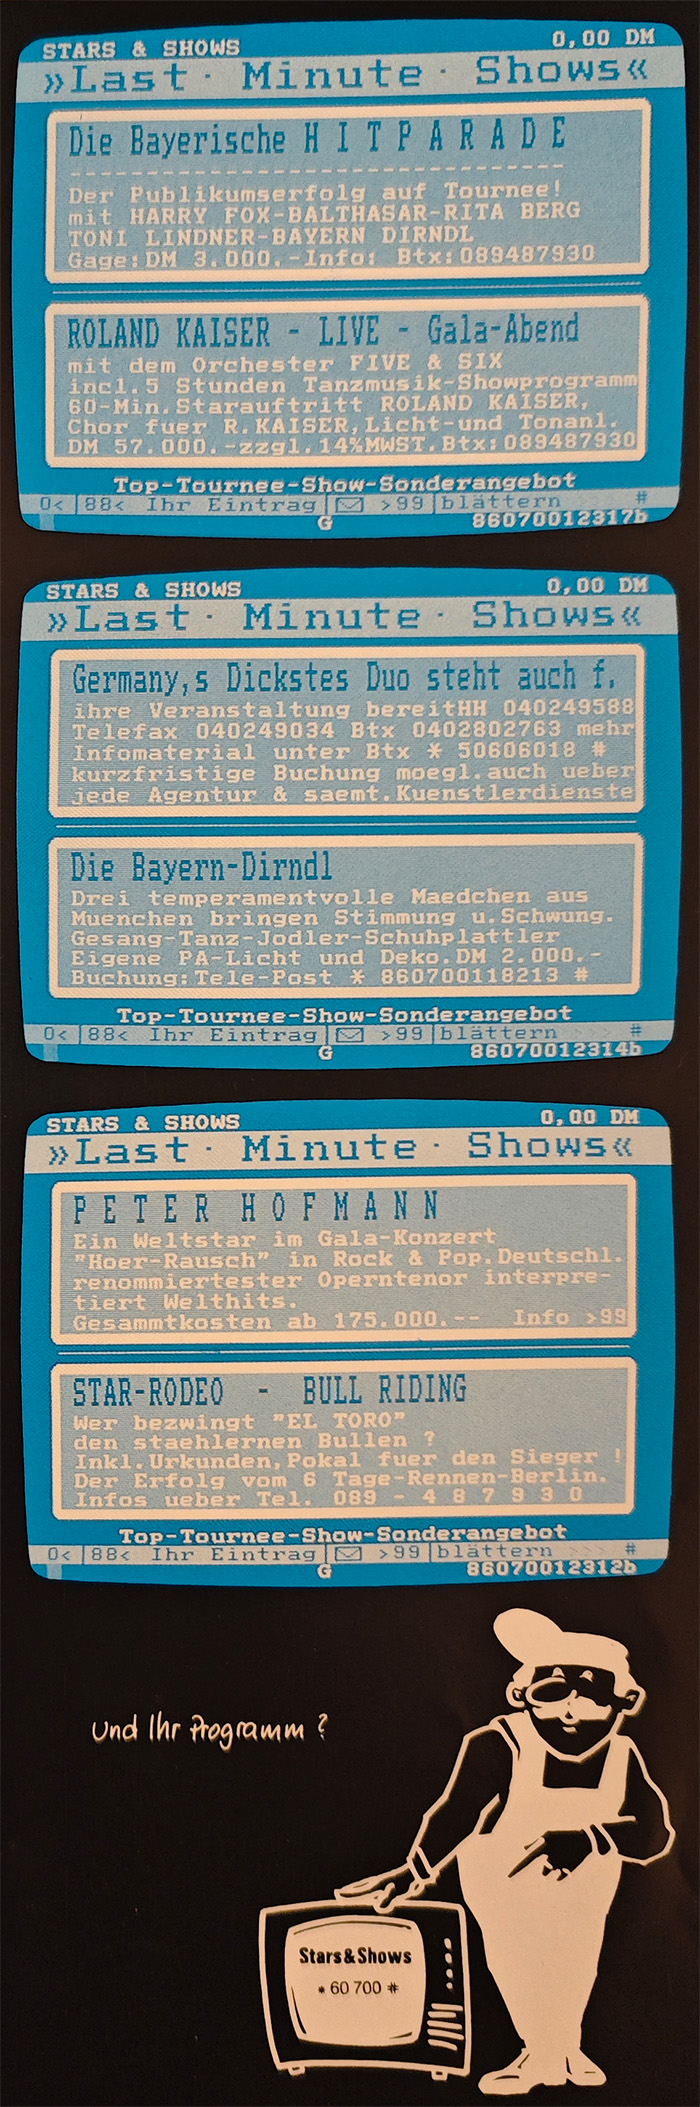 STARS & SHOWS 0,00 DM
»Last· Minute· Shows«
Die Bayerische HITPARADE
Der Publikumserfolg auf Tournee!
mit HARRY FOX-BALTHASAR-RITA BERG
TONI LINDNER-BAYERN DIRNDL
Gage:DM 3.000.-Info: Btx:089487930
ROLAND KAISER - LIVE - Gala-Abend
mit dem Orchester FIVE & SIX
incl.5 Stunden Tanzmusik-Showprogramm
60-Min.Starauftritt ROLAND KAISER,
Chor fuer R.KAISER,Licht-und Tonanl.
DM 57.000.-zzgl.14%MWST.Btx:089487930
Top-Tournee-Show-Sonderangebot
0< |88< Ihr Eintrag| >99 |blättern #
G 86070012317b
STARS & SHOWS 0,00 DM
»Last· Minute· Shows«
Germany,s Dickstes Duo steht auch f.
ihre Veranstaltung bereitHH 040249588
Telefax 040249034 Btx 0402802763 mehr
Infomaterial unter Btx * 50606018 #
kurzfristige Buchung moegl.auch ueber
jede Agentur & saemt.Kuenstlerdienste
Die Bayern-Dirndl
Drei temperamentvolle Maedchen aus
Muenchen bringen Stimmung u.Schwung.
Gesang-Tanz-Jodler-Schuhplattler
Eigene PA-Licht und Deko.DM 2.000.-
Buchung:Tele-Post * 860700118213 #
Top-Tournee-Show-Sonderangebot
0< |88< Ihr Eintrag| >99 |blättern #
G 86070012314b
STARS & SHOWS 0,00 DM
»Last· Minute· Shows«
PETER HOFMANN
Ein Weltstar im Gala-Konzert
"Hoer-Rausch" in Rock & Pop.Deutschl.
renommiertester Operntenor interpre-
tiert Welthits.
Gesammtkosten ab 175.000.-- Info >99
STAR-RODEO - BULL RIDING
Wer bezwingt "EL TORO"
den staehlernen Bullen ?
Inkl.Urkunden,Pokal fuer den Sieger !
Der Erfolg vom 6 Tage-Rennen-Berlin.
Infos ueber Tel. 089 - 4 8 7 9 3 0
Top-Tournee-Show-Sonderangebot
0< |88< Ihr Eintrag| >99 |blättern #
G 86070012312b
Und Ihr Programm?
Stars&Shows
* 60 700 #